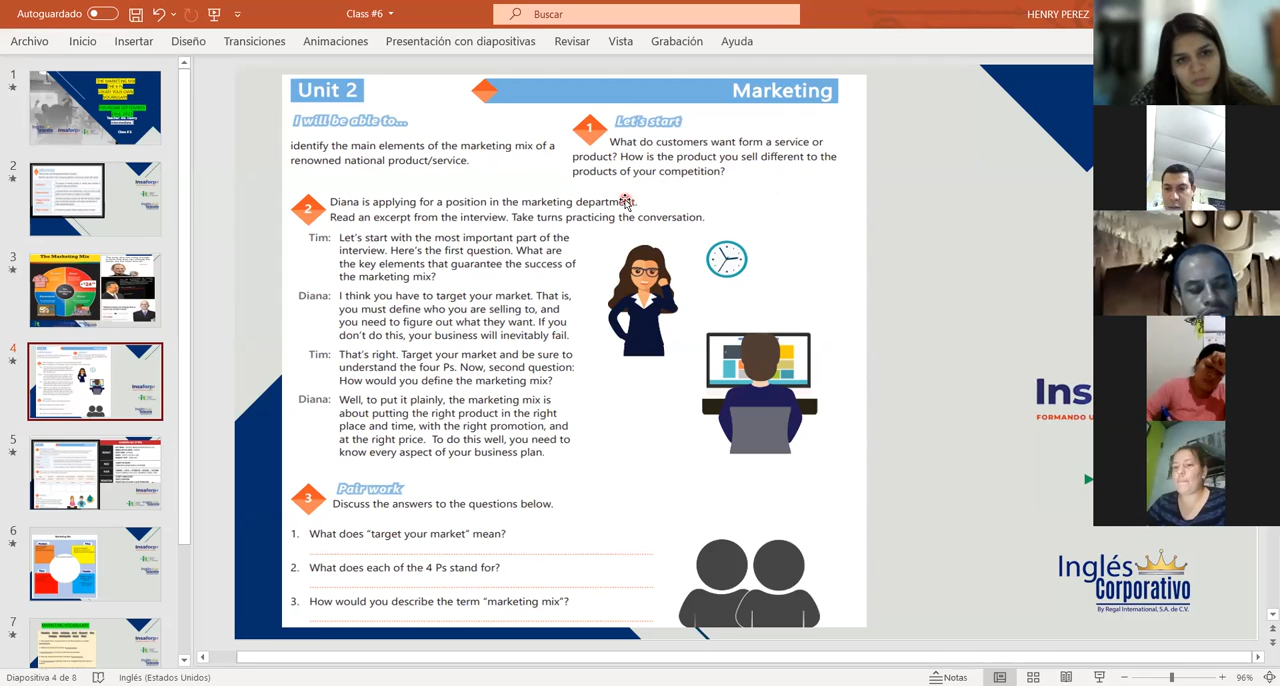 Autoguardado
Class #6
Buscar
HENRY PEREZ
Archivo
Inicio
Insertar
Diseño
Transiciones
Animaciones
Presentación con diapositivas
Revisar
Vista
Grabación
Ayuda
1
2
3
4
5
6
7
The Marketing Mix
Unit 2
Marketing
I will be able to...
identify the main elements of the marketing mix of a
renowned national product/service.
1
Let's start
What do customers want form a service or
product? How is the product you sell different to the
products of your competition?
2
Diana is applying for a position in the marketing department.
Read an excerpt from the interview. Take turns practicing the conversation.
Tim: Let's start with the most important part of the
interview. Here's the first question. What are
the key elements that guarantee the success of
the marketing mix?
Diana: I think you have to target your market. That is,
you must define who you are selling to, and
you need to figure out what they want. If you
don't do this, your business will inevitably fail.
Tim: That's right. Target your market and be sure to
understand the four Ps. Now, second question:
How would you define the marketing mix?
Diana: Well, to put it plainly, the marketing mix is
about putting the right product in the right
place and time, with the right promotion, and
at the right price. To do this well, you need to
know every aspect of your business plan.
3
Pair work
Discuss the answers to the questions below.
1. What does "target your market" mean?
2. What does each of the 4 Ps stand for?
3. How would you describe the term "marketing mix"?
Ins
FORMANDO U
Inglés
Corporativo
By Regal International, S.A. de C.V.
Diapositiva 4 de 8
Inglés (Estados Unidos)
Notas
96%